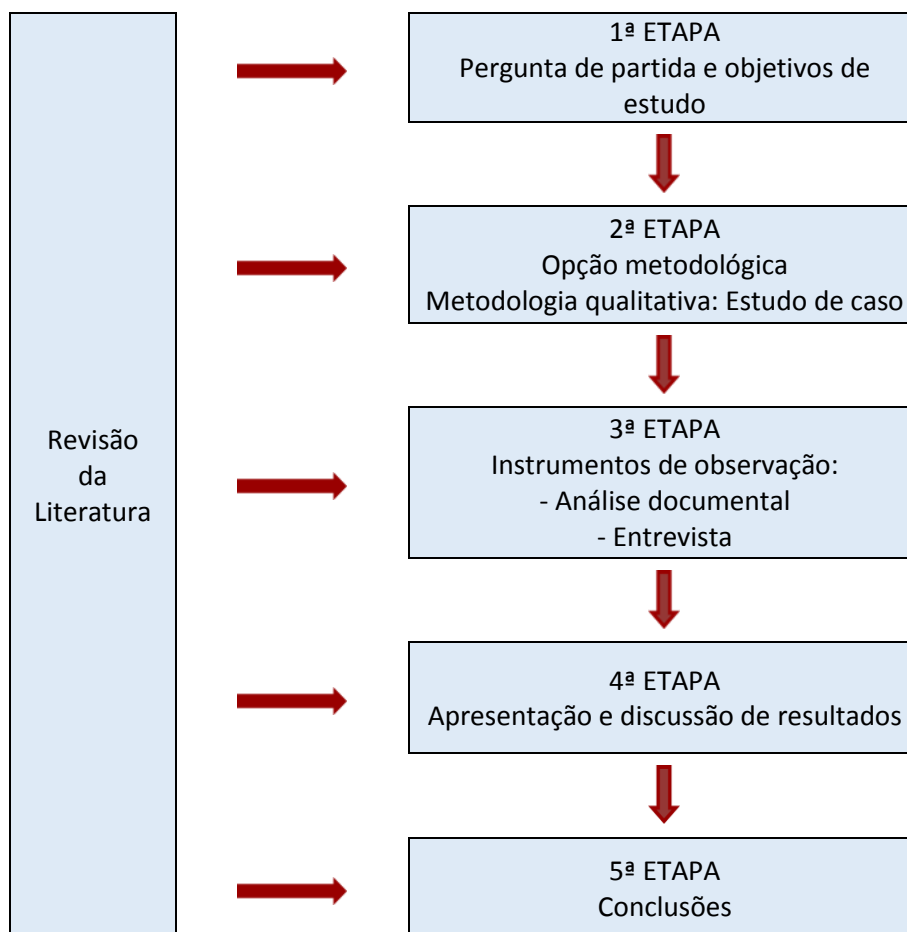 Revisão
da
Literatura
1ª ETAPA
Pergunta de partida e objetivos de
estudo
2ª ETAPA
Opção metodológica
Metodologia qualitativa: Estudo de caso
3ª ETAPA
Instrumentos de observação:
- Análise documental
- Entrevista
4ª ETAPA
Apresentação e discussão de resultados
5ª ETAPA
Conclusões